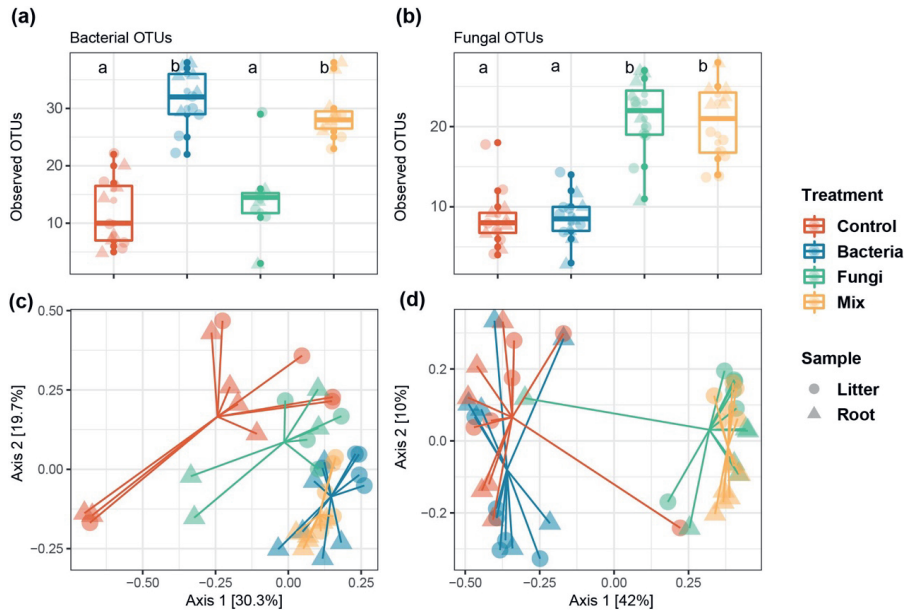 (a)
Bacterial OTUs
Observed OTUs
30
20
10
a
b
a
b
(b)
Fungal OTUs
Observed OTUs
20
10
a
a
b
b
Treatment
Control
Bacteria
Fungi
Mix
Sample
Litter
Root
(c)
Axis 2 [19.7%]
0.50
0.25
0.00
−0.25
−0.50
−0.25
0.00
0.25
Axis 1 [30.3%]
(d)
Axis 2 [10%]
0.2
0.0
−0.2
−0.50
−0.25
0.00
0.25
Axis 1 [42%]